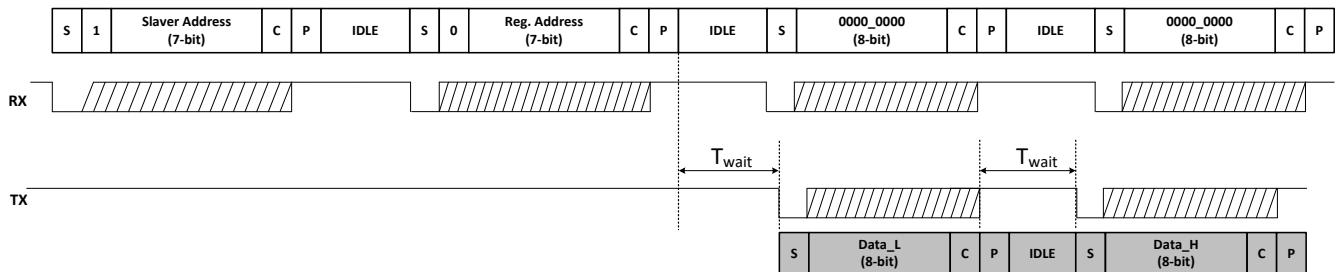 S 1 Slaver Address (7-bit) C P IDLE S 0 Reg. Address (7-bit) C P IDLE S 0000_0000 (8-bit) C P IDLE S 0000_0000 (8-bit) C P
RX
Twait Twait
TX
S Data_L (8-bit) C P IDLE S Data_H (8-bit) C P